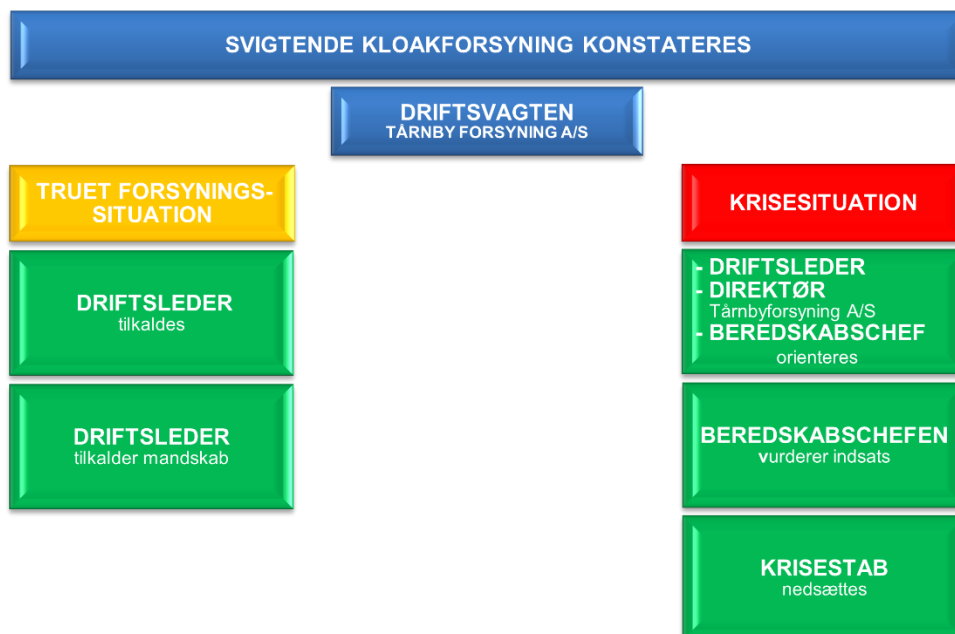 SVIGTENDE KLOAKFORSYNING KONSTATERES
DRIFTSVAGTEN
TÅRNBY FORSYNING A/S
TRUET FORSYNINGS-
SITUATION
DRIFTSLEDER
tilkaldes
DRIFTSLEDER
tilkalder mandskab
KRISESITUATION
- DRIFTSLEDER
- DIREKTØR
Tårnbyforsyning A/S
- BEREDSKABSCHEF
orienteres
BEREDSKABSCHEFEN
vurderer indsats
KRISESTAB
nedsættes